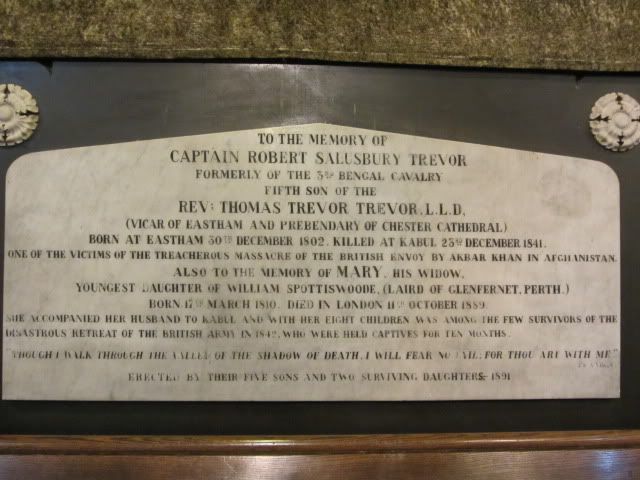 TO THE MEMORY OF
CAPTAIN ROBERT SALUSBURY TREVOR
FORMERLY OF THE 3RD BENGAL CAVALRY
FIFTH SON OF THE
REV: THOMAS TREVOR TREVOR, L.L.D,
(VICAR OF EASTHAM AND PREBENDARY OF CHESTER CATHEDRAL)
BORN AT EASTHAM 30TH DECEMBER 1802. KILLED AT KABUL 23RD DECEMBER 1841.
ONE OF THE VICTIMS OF THE TREACHEROUS MASSACRE OF THE BRITISH ENVOY BY AKBAR KHAN IN AFGHANISTAN.
ALSO TO THE MEMORY OF MARY, HIS WIDOW,
YOUNGEST DAUGHTER OF WILLIAM SPOTTISWOODE, (LAIRD OF GLENFERNET, PERTH.)
BORN 17TH MARCH 1810. DIED IN LONDON 11TH OCTOBER 1889.
SHE ACCOMPANIED HER HUSBAND TO KABUL AND WITH HER EIGHT CHILDREN WAS AMONG THE FEW SURVIVORS OF THE
DISASTROUS RETREAT OF THE BRITISH ARMY IN 1842, WHO WERE HELD CAPTIVES FOR TEN MONTHS.
"THOUGH I WALK THROUGH THE VALLEY OF THE SHADOW OF DEATH, I WILL FEAR NO EVIL: FOR THOU ART WITH ME"
ERECTED BY THEIR FIVE SONS AND TWO SURVIVING DAUGHTERS,- 1891